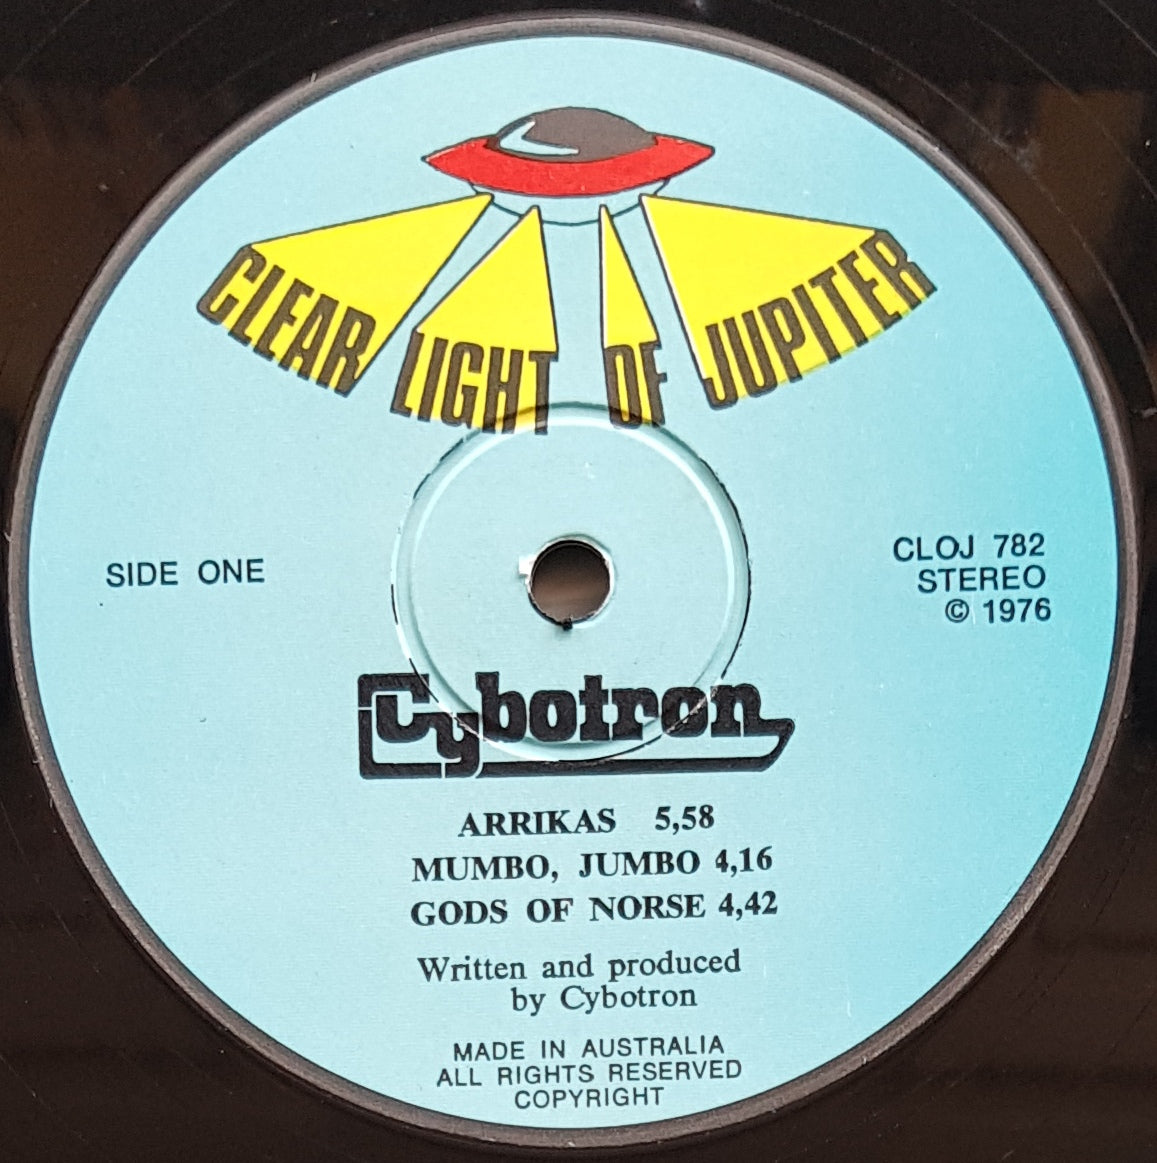 CLEAR LIGHT OF JUPITER
SIDE ONE
CLOJ 782
STEREO
© 1976
Cybotron
ARRIKAS 5,58
MUMBO, JUMBO 4,16
GODS OF NORSE 4,42
Written and produced
by Cybotron
MADE IN AUSTRALIA
ALL RIGHTS RESERVED
COPYRIGHT